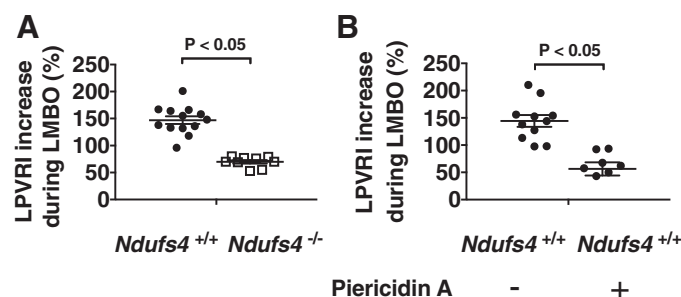 A
P < 0.05
LPVRI increase
during LMBO (%)
250
200
150
100
50
0
Ndufs4 +/+ Ndufs4 -/-
B
P < 0.05
LPVRI increase
during LMBO (%)
250
200
150
100
50
0
Ndufs4 +/+ Ndufs4 +/+
Piericidin A - +